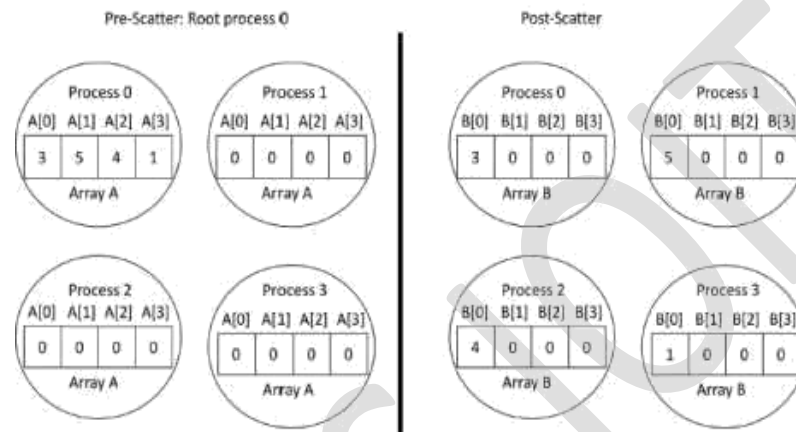 Pre-Scatter: Root process 0
Post-Scatter
Process 0
A[0] A[1] A[2] A[3]
3 5 4 1
Array A
Process 1
A[0] A[1] A[2] A[3]
0 0 0 0
Array A
Process 2
A[0] A[1] A[2] A[3]
0 0 0 0
Array A
Process 3
A[0] A[1] A[2] A[3]
0 0 0 0
Array A
Process 0
B[0] B[1] B[2] B[3]
3 0 0 0
Array B
Process 1
B[0] B[1] B[2] B[3]
5 0 0 0
Array B
Process 2
B[0] B[1] B[2] B[3]
4 0 0 0
Array B
Process 3
B[0] B[1] B[2] B[3]
1 0 0 0
Array B